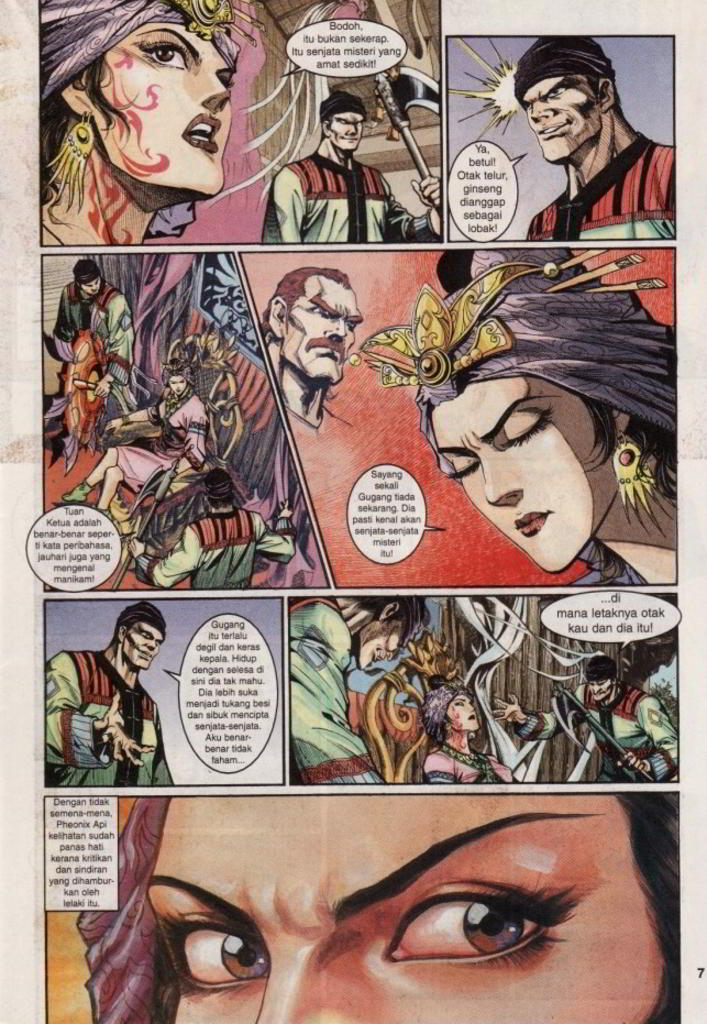 Bodoh,
itu bukan sekerap.
Itu senjata misteri yang
amat sedikit!
Ya,
betul!
Otak telur,
ginseng
dianggap
sebagai
lobak!
Tuan
Ketua adalah
benar-benar seper-
ti kata peribahasa,
jauhari juga yang
mengenal
manikam!
Sayang
sekali
Gugang tiada
sekarang. Dia
pasti kenal akan
senjata-senjata
misteri
itu!
Gugang
itu terlalu
degil dan keras
kepala. Hidup
dengan selesa di
sini dia tak mahu.
Dia lebih suka
menjadi tukang besi
dan sibuk mencipta
senjata-senjata.
Aku benar-
benar tidak
faham...
...di
mana letaknya otak
kau dan dia itu!
Dengan tidak
semena-mena,
Pheonix Api
kelihatan sudah
panas hati
kerana kritikan
dan sindiran
yang dihambur-
kan oleh
lelaki itu.
7